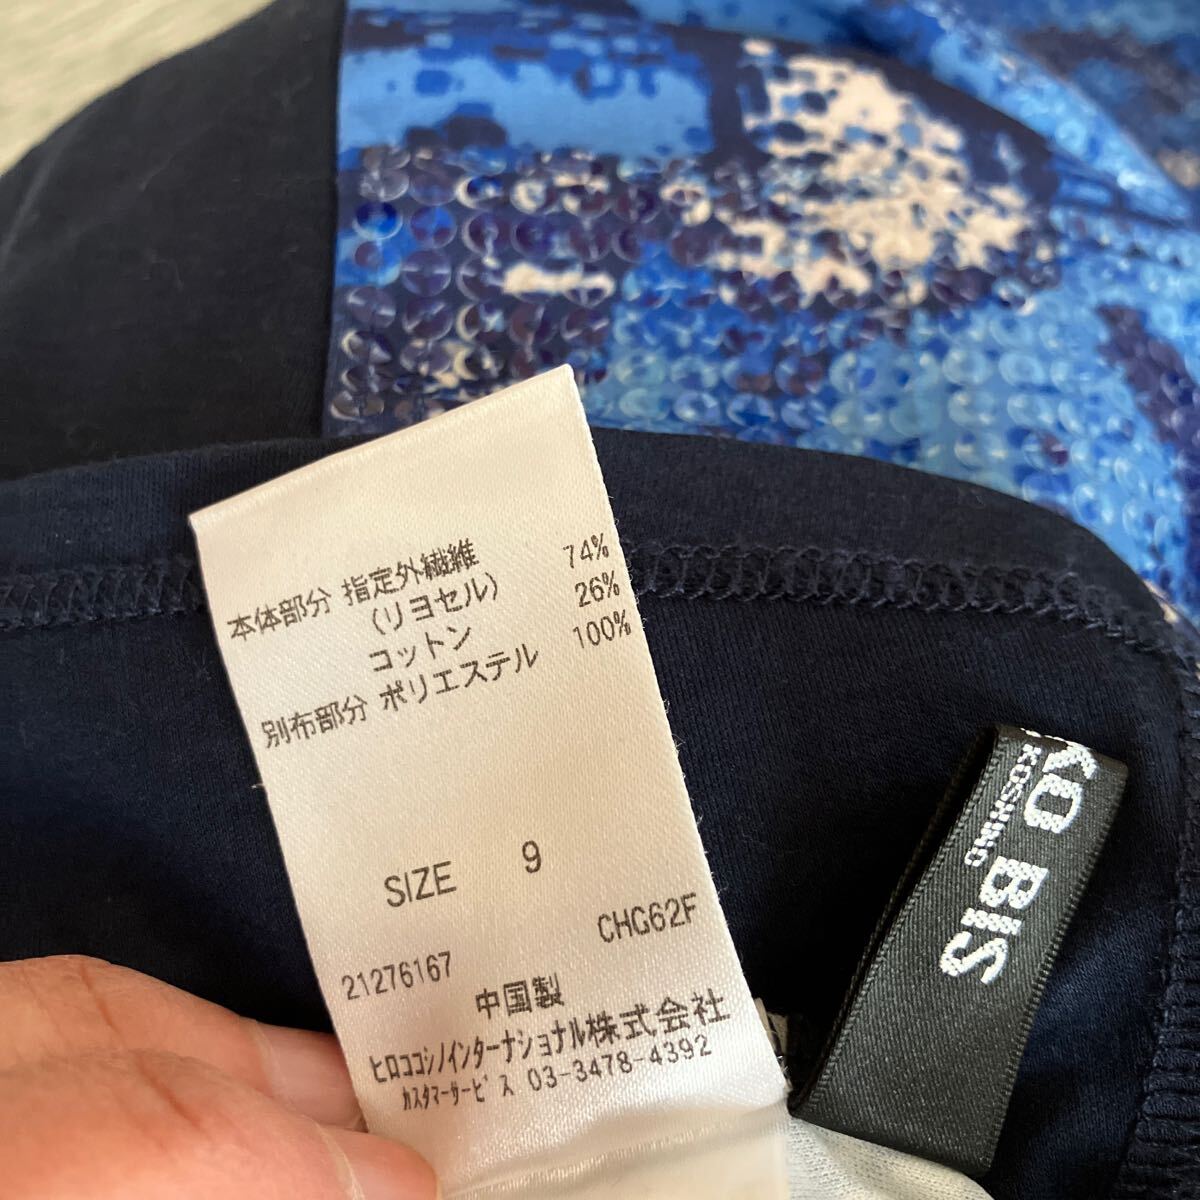 本体部分 指定外繊維 74%
(リヨセル)
コットン 26%
別布部分 ポリエステル 100%
SIZE 9
CHG62F
21276167
中国製
ヒロココシノインターナショナル株式会社
カスタマーサービス 03-3478-4392
KO BIS
KOSHINO